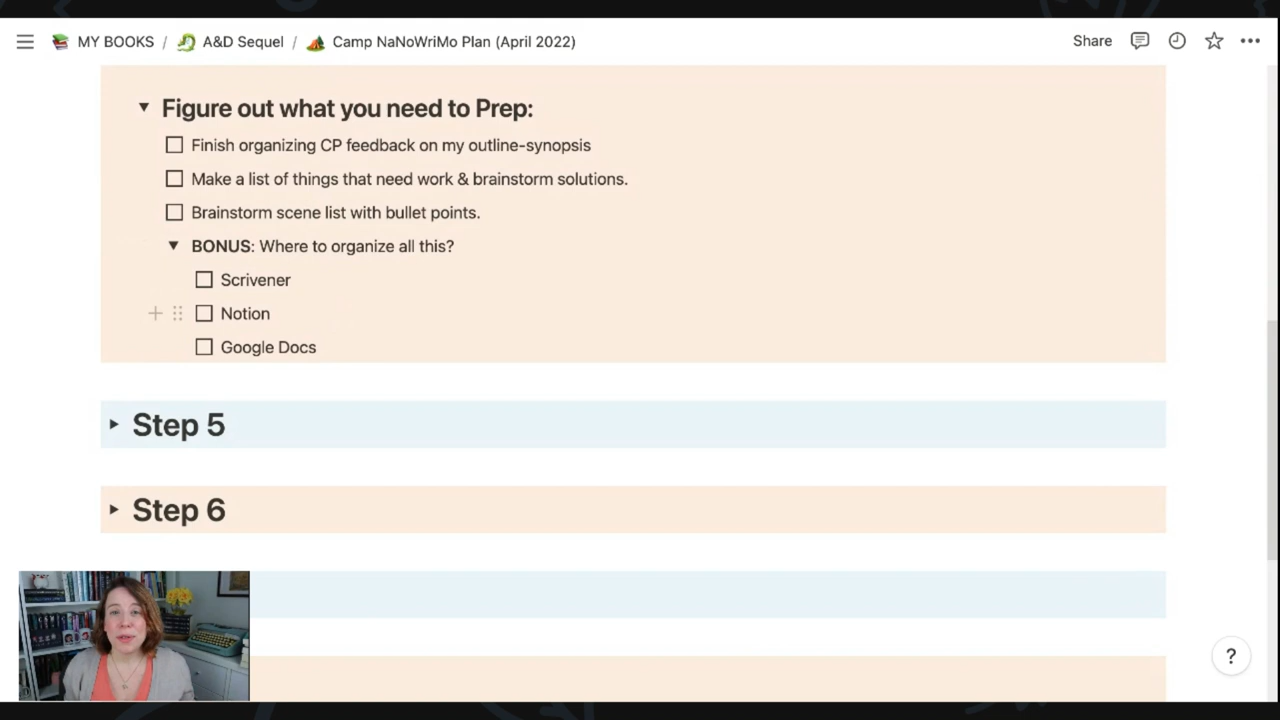 MY BOOKS / A&D Sequel / Camp NaNoWriMo Plan (April 2022) Share
Figure out what you need to Prep:
Finish organizing CP feedback on my outline-synopsis
Make a list of things that need work & brainstorm solutions.
Brainstorm scene list with bullet points.
BONUS: Where to organize all this?
Scrivener
Notion
Google Docs
Step 5
Step 6
?